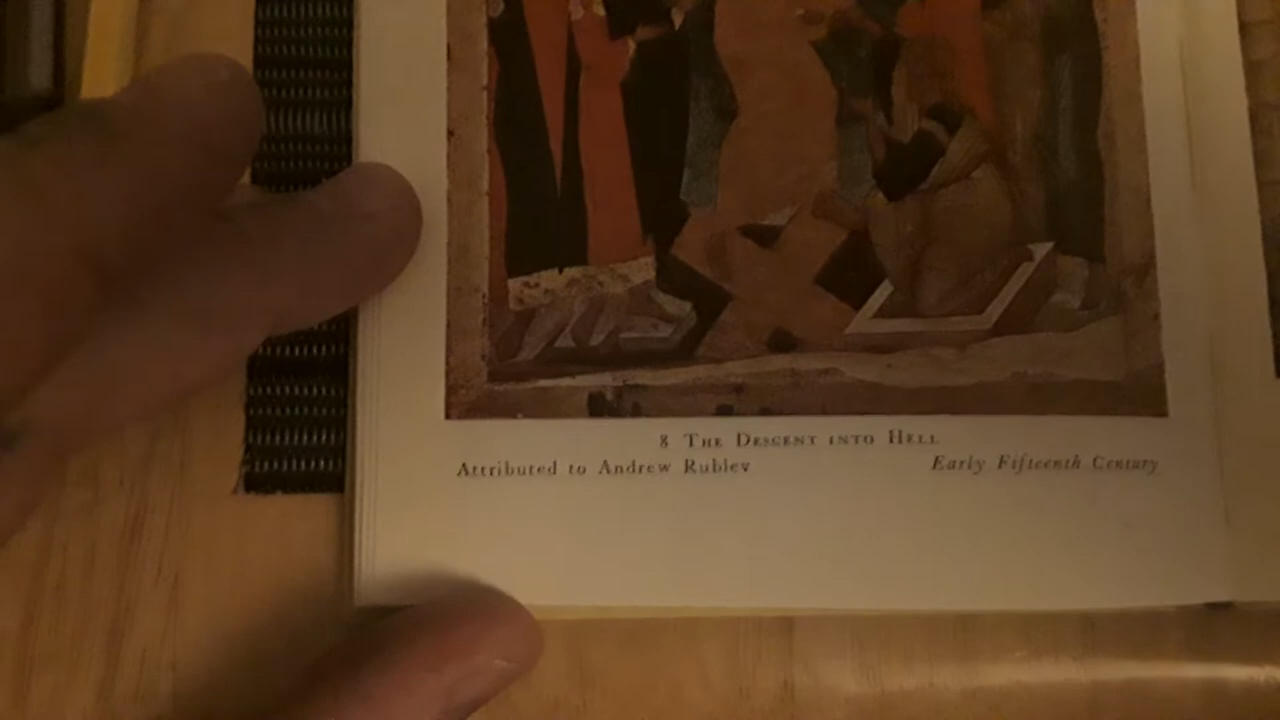 8 The Descent into Hell
Attributed to Andrew Rublev Early Fifteenth Century